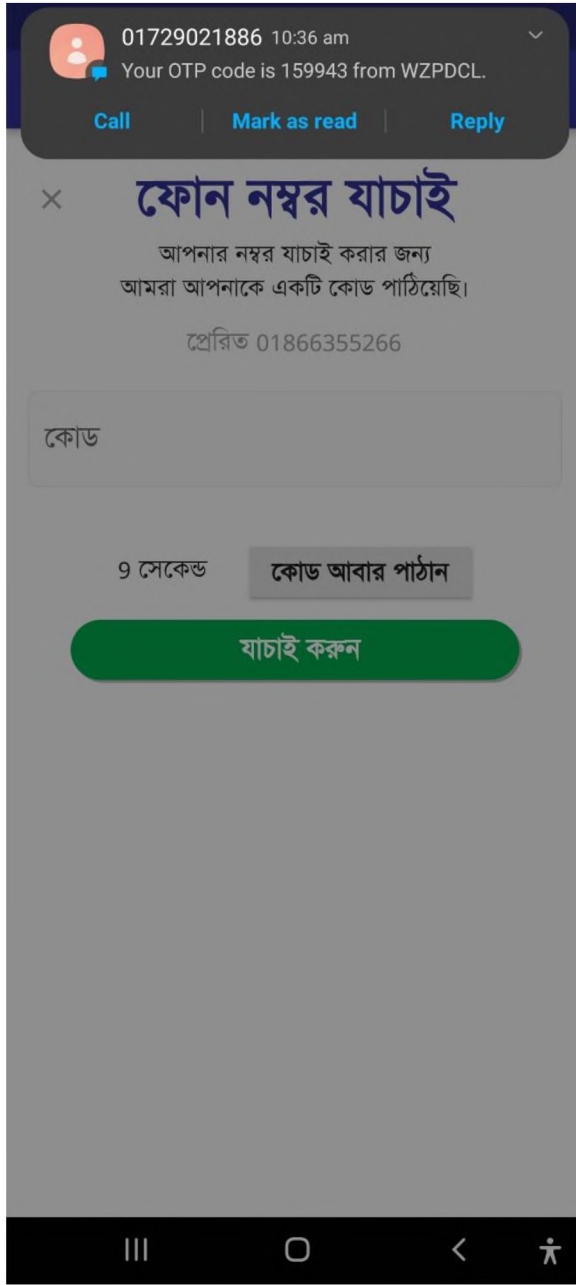 01729021886 10:36 am
Your OTP code is 159943 from WZPDCL.
Call Mark as read Reply
ফোন নম্বর যাচাই
আপনার নম্বর যাচাই করার জন্য
আমরা আপনাকে একটি কোড পাঠিয়েছি।
প্রেরিত 01866355266
কোড
9 সেকেন্ড কোড আবার পাঠান
যাচাই করুন